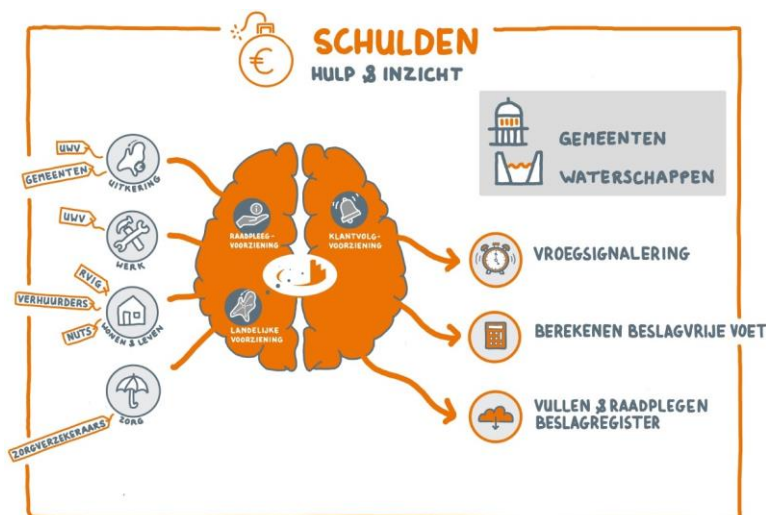 €
SCHULDEN
HULP & INZICHT
GEMEENTEN
WATERSCHAPPEN
UWV
GEMEENTEN
UITKERING
UWV
WERK
RVIG
VERHUURDERS
NUTS
WONEN & LEVEN
ZORGVERZEKERAARS
ZORG
RAADPLEEG-
VOORZIENING
KLANTVOLG-
VOORZIENING
LANDELIJKE
VOORZIENING
VROEGSIGNALERING
BEREKENEN BESLAGVRIJE VOET
VULLEN & RAADPLEGEN
BESLAGREGISTER